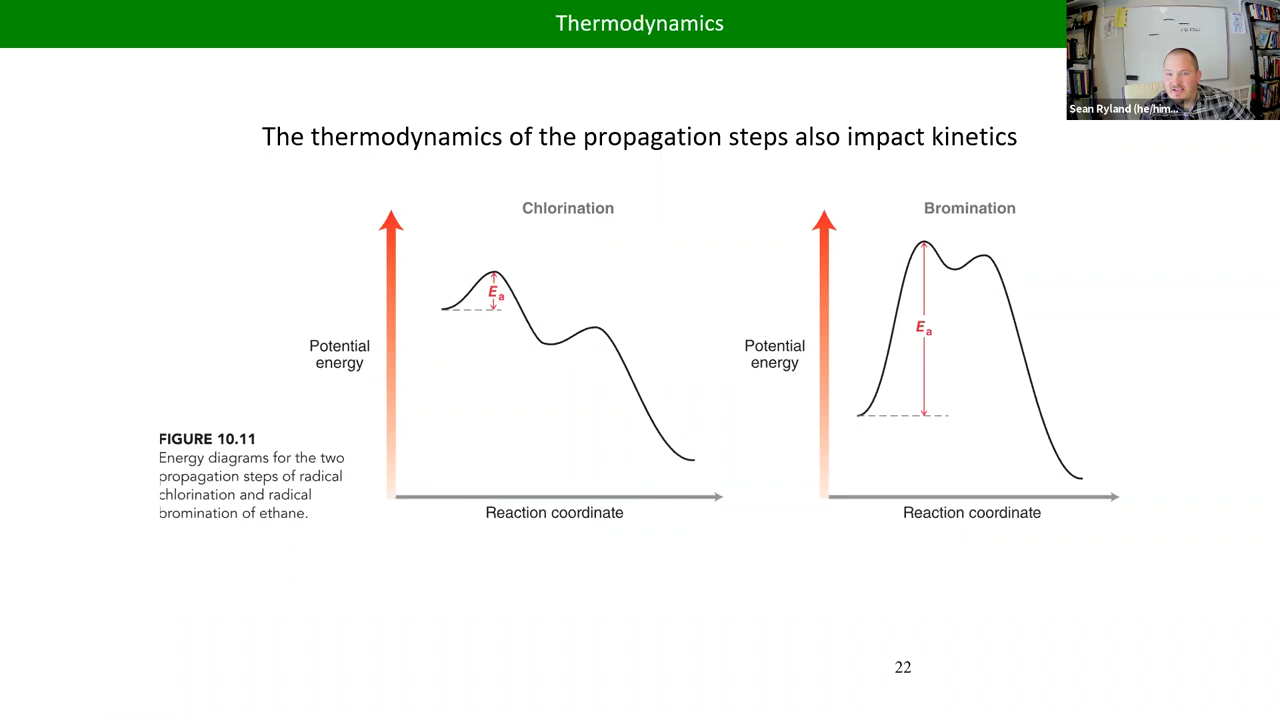 Thermodynamics
Sean Ryland (he/him...
The thermodynamics of the propagation steps also impact kinetics
Chlorination
Potential
energy
Ea
Reaction coordinate
Bromination
Potential
energy
Ea
Reaction coordinate
FIGURE 10.11
Energy diagrams for the two
propagation steps of radical
chlorination and radical
bromination of ethane.
22